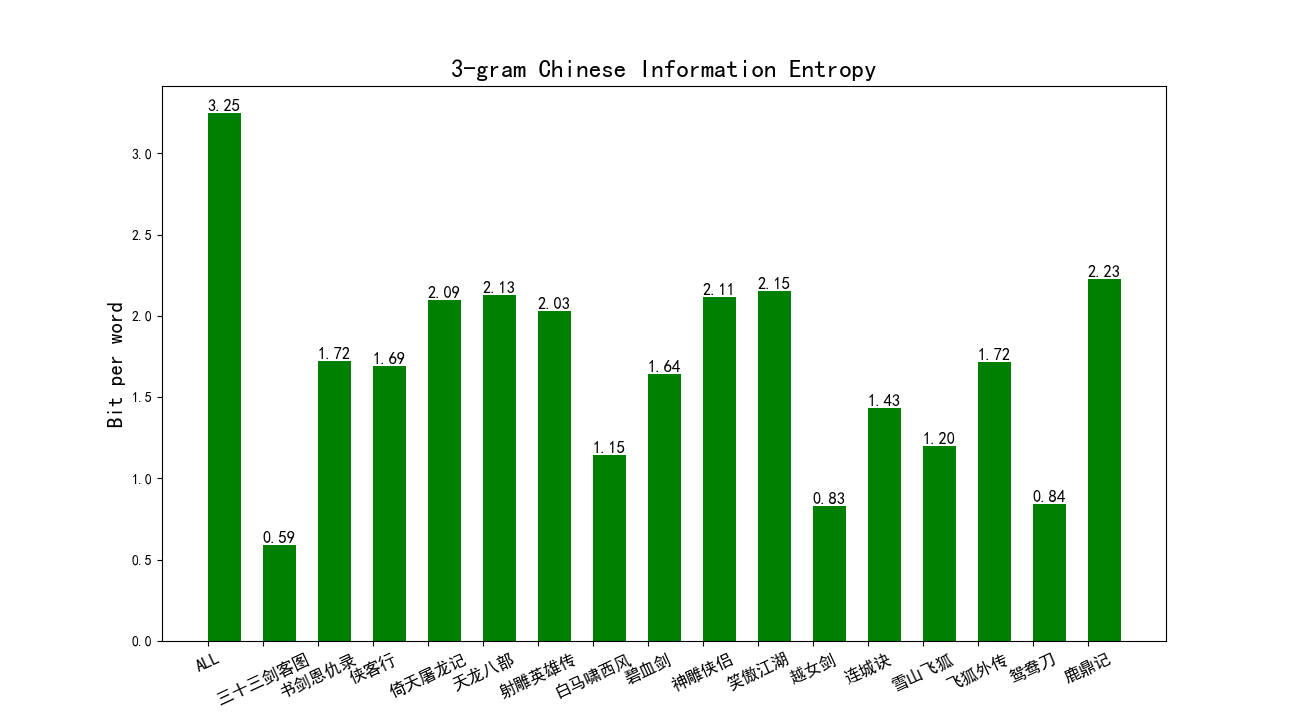 3-gram Chinese Information Entropy
Bit per word
3.0
2.5
2.0
1.5
1.0
0.5
0.0
3.25
0.59
1.72
1.69
2.09
2.13
2.03
1.15
1.64
2.11
2.15
0.83
1.43
1.20
1.72
0.84
2.23
ALL
三十三剑客图
书剑恩仇录
侠客行
倚天屠龙记
天龙八部
射雕英雄传
白马啸西风
碧血剑
神雕侠侣
笑傲江湖
越女剑
连城诀
雪山飞狐
飞狐外传
鸳鸯刀
鹿鼎记